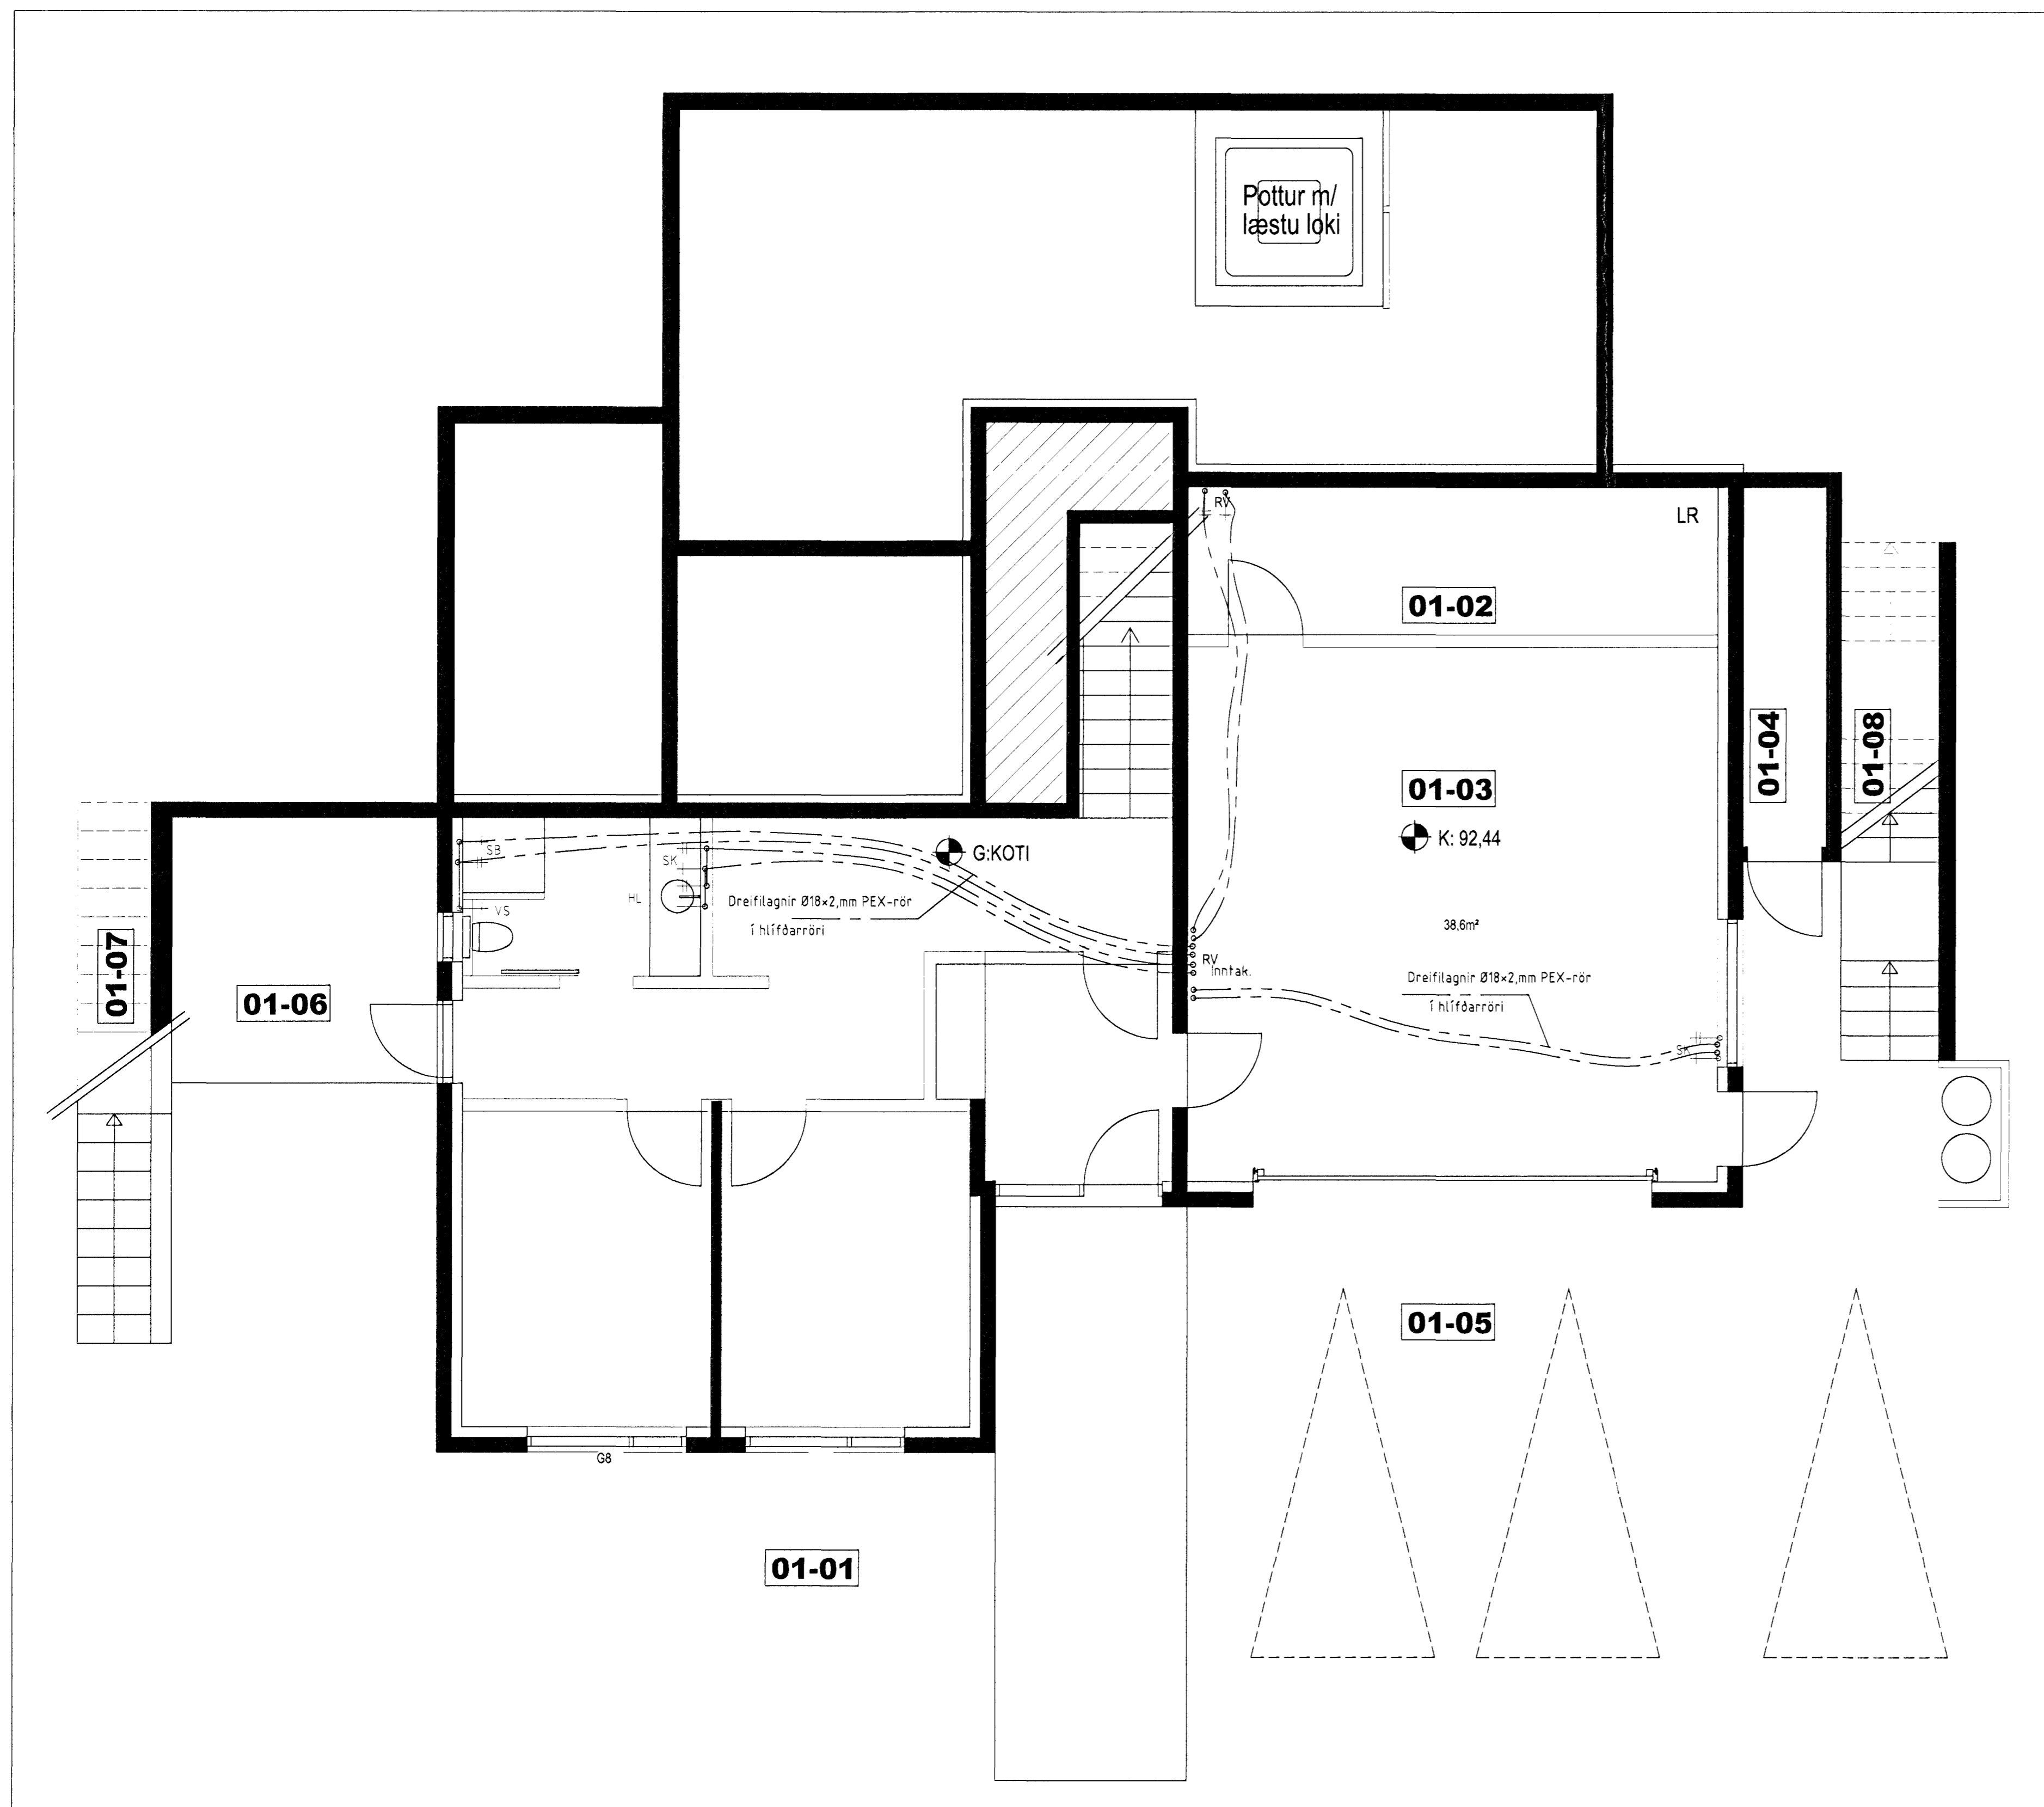 Pottur m/
læstu loki
RV
LR
01-02
01-04
01-08
01-03
K: 92,44
SB
SK
G:KOTI
HL
Dreifilagnir Ø18×2,mm PEX-rör
í hlífðarröri
VS
38,6m²
RV
Inntak.
Dreifilagnir Ø18×2,mm PEX-rör
í hlífðarröri
01-07
01-06
SK
01-05
G8
01-01